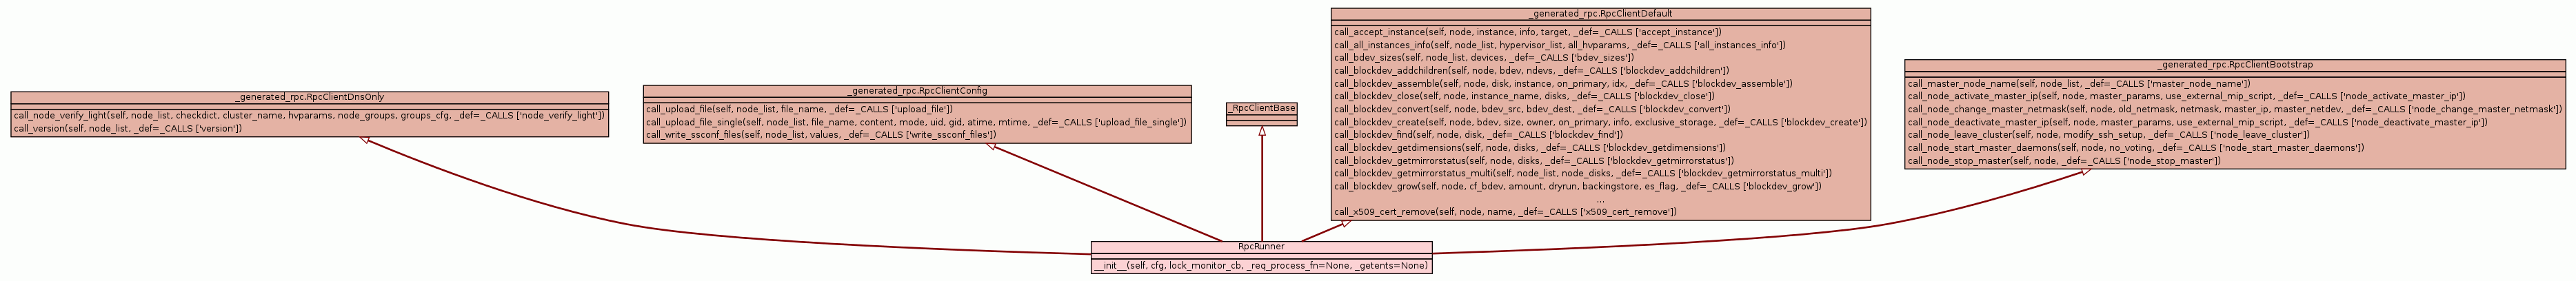 _generated_rpc.RpcClientDnsOnly
call_node_verify_light(self, node_list, checkdict, cluster_name, hvparams, node_groups, groups_cfg, _def=_CALLS ['node_verify_light'])
call_version(self, node_list, _def=_CALLS ['version'])
_generated_rpc.RpcClientConfig
call_upload_file(self, node_list, file_name, _def=_CALLS ['upload_file'])
call_upload_file_single(self, node_list, file_name, content, mode, uid, gid, atime, mtime, _def=_CALLS ['upload_file_single'])
call_write_ssconf_files(self, node_list, values, _def=_CALLS ['write_ssconf_files'])
_RpcClientBase
_generated_rpc.RpcClientDefault
call_accept_instance(self, node, instance, info, target, _def=_CALLS ['accept_instance'])
call_all_instances_info(self, node_list, hypervisor_list, all_hvparams, _def=_CALLS ['all_instances_info'])
call_bdev_sizes(self, node_list, devices, _def=_CALLS ['bdev_sizes'])
call_blockdev_addchildren(self, node, bdev, ndevs, _def=_CALLS ['blockdev_addchildren'])
call_blockdev_assemble(self, node, disk, instance, on_primary, idx, _def=_CALLS ['blockdev_assemble'])
call_blockdev_close(self, node, instance_name, disks, _def=_CALLS ['blockdev_close'])
call_blockdev_convert(self, node, bdev_src, bdev_dest, _def=_CALLS ['blockdev_convert'])
call_blockdev_create(self, node, bdev, size, owner, on_primary, info, exclusive_storage, _def=_CALLS ['blockdev_create'])
call_blockdev_find(self, node, disk, _def=_CALLS ['blockdev_find'])
call_blockdev_getdimensions(self, node, disks, _def=_CALLS ['blockdev_getdimensions'])
call_blockdev_getmirrorstatus(self, node, disks, _def=_CALLS ['blockdev_getmirrorstatus'])
call_blockdev_getmirrorstatus_multi(self, node_list, node_disks, _def=_CALLS ['blockdev_getmirrorstatus_multi'])
call_blockdev_grow(self, node, cf_bdev, amount, dryrun, backingstore, es_flag, _def=_CALLS ['blockdev_grow'])
...
call_x509_cert_remove(self, node, name, _def=_CALLS ['x509_cert_remove'])
_generated_rpc.RpcClientBootstrap
call_master_node_name(self, node_list, _def=_CALLS ['master_node_name'])
call_node_activate_master_ip(self, node, master_params, use_external_mip_script, _def=_CALLS ['node_activate_master_ip'])
call_node_change_master_netmask(self, node, old_netmask, netmask, master_ip, master_netdev, _def=_CALLS ['node_change_master_netmask'])
call_node_deactivate_master_ip(self, node, master_params, use_external_mip_script, _def=_CALLS ['node_deactivate_master_ip'])
call_node_leave_cluster(self, node, modify_ssh_setup, _def=_CALLS ['node_leave_cluster'])
call_node_start_master_daemons(self, node, no_voting, _def=_CALLS ['node_start_master_daemons'])
call_node_stop_master(self, node, _def=_CALLS ['node_stop_master'])
RpcRunner
__init__(self, cfg, lock_monitor_cb, _req_process_fn=None, _getents=None)